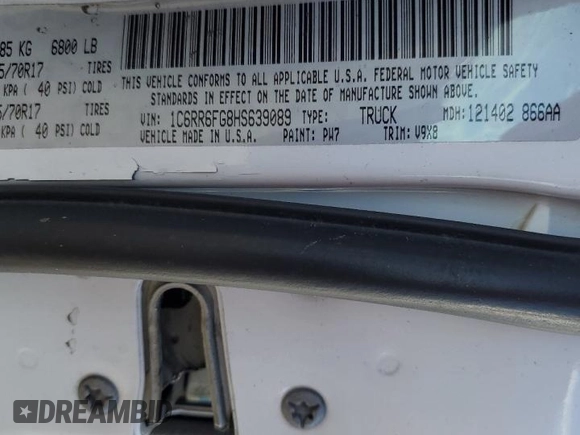 85 KG 6800 LB
5/70R17 TIRES
KPA ( 40 PSI) COLD
5/70R17 TIRES
KPA ( 40 PSI) COLD
THIS VEHICLE CONFORMS TO ALL APPLICABLE U.S.A. FEDERAL MOTOR VEHICLE SAFETY
STANDARDS IN EFFECT ON THE DATE OF MANUFACTURE SHOWN ABOVE.
VIN: 1C6RR6FG8HS639089 TYPE: TRUCK MDH: 121402 866AA
VEHICLE MADE IN U.S.A. PAINT: PW7 TRIM: V9X8
DREAMBID